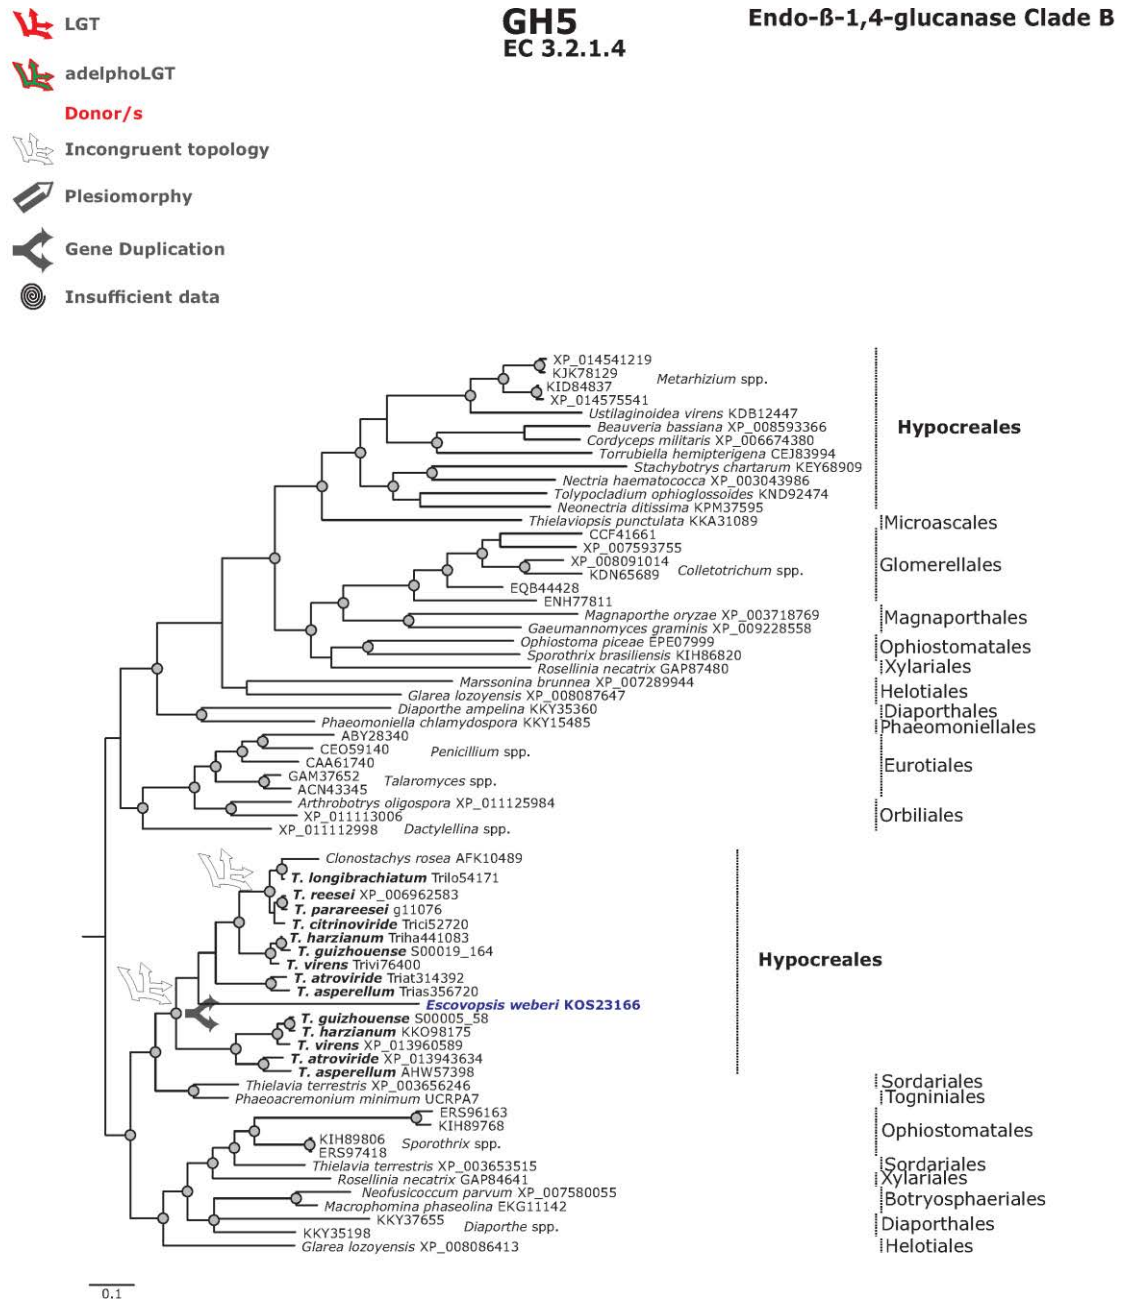 GH5
EC 3.2.1.4
Endo-ß-1,4-glucanase Clade B
LGT
adelphoLGT
Donor/s
Incongruent topology
Plesiomorphy
Gene Duplication
Insufficient data
XP_014541219
KJK78129
Metarhizium spp.
KID84837
XP_014575541
Ustilaginoidea virens KDB12447
Beauveria bassiana XP_008593366
Hypocreales
Cordyceps militaris XP_006674380
Torrubiella hemipterigena CEJ83994
Stachybotrys chartarum KEY68909
Nectria haematococca XP_003043986
Tolypocladium ophioglossoides KND92474
Neonectria ditissima KPM37595
Thielaviopsis punctulata KKA31089
Microascales
CCF41661
XP_007593755
XP_008091014
Glomerellales
KDN65689
Colletotrichum spp.
EQB44428
ENH77811
Magnaporthe oryzae XP_003718769
Magnaporthales
Gaeumannomyces graminis XP_009228558
Ophiostoma piceae EPE07999
Ophiostomatales
Sporothrix brasiliensis KIH86820
Rosellinia necatrix GAP87480
Xylariales
Marssonina brunnea XP_007289944
Helotiales
Glarea lozoyensis XP_008087647
Diaporthe ampelina KKY35360
Diaporthales
Phaeomoniella chlamydospora KKY15485
Phaeomoniellales
ABY28340
CEO59140
Penicillium spp.
CAA61740
Eurotiales
GAM37652
Talaromyces spp.
ACN43345
Arthrobotrys oligospora XP_011125984
XP_011113006
Orbiliales
XP_011112998
Dactylellina spp.
Clonostachys rosea AFK10489
T. longibrachiatum Trilo54171
T. reesei XP_006962583
T. parareesei g11076
T. citrinoviride Trici52720
T. harzianum Triha441083
T. guizhouense S00019_164
Hypocreales
T. virens Trivi76400
T. atroviride Triat314392
T. asperellum Trias356720
Escovopsis weberi KOS23166
T. guizhouense S00005_58
T. harzianum KKO98175
T. virens XP_013960589
T. atroviride XP_013943634
T. asperellum AHW57398
Thielavia terrestris XP_003656246
Sordariales
Phaeoacremonium minimum UCRPA7
Togniniales
ERS96163
KIH89768
Ophiostomatales
KIH89806
Sporothrix spp.
ERS97418
Thielavia terrestris XP_003653515
Sordariales
Rosellinia necatrix GAP84641
Xylariales
Neofusicoccum parvum XP_007580055
Botryosphaeriales
Macrophomina phaseolina EKG11142
KKY37655
Diaporthe spp.
Diaporthales
KKY35198
Glarea lozoyensis XP_008086413
Helotiales
0.1